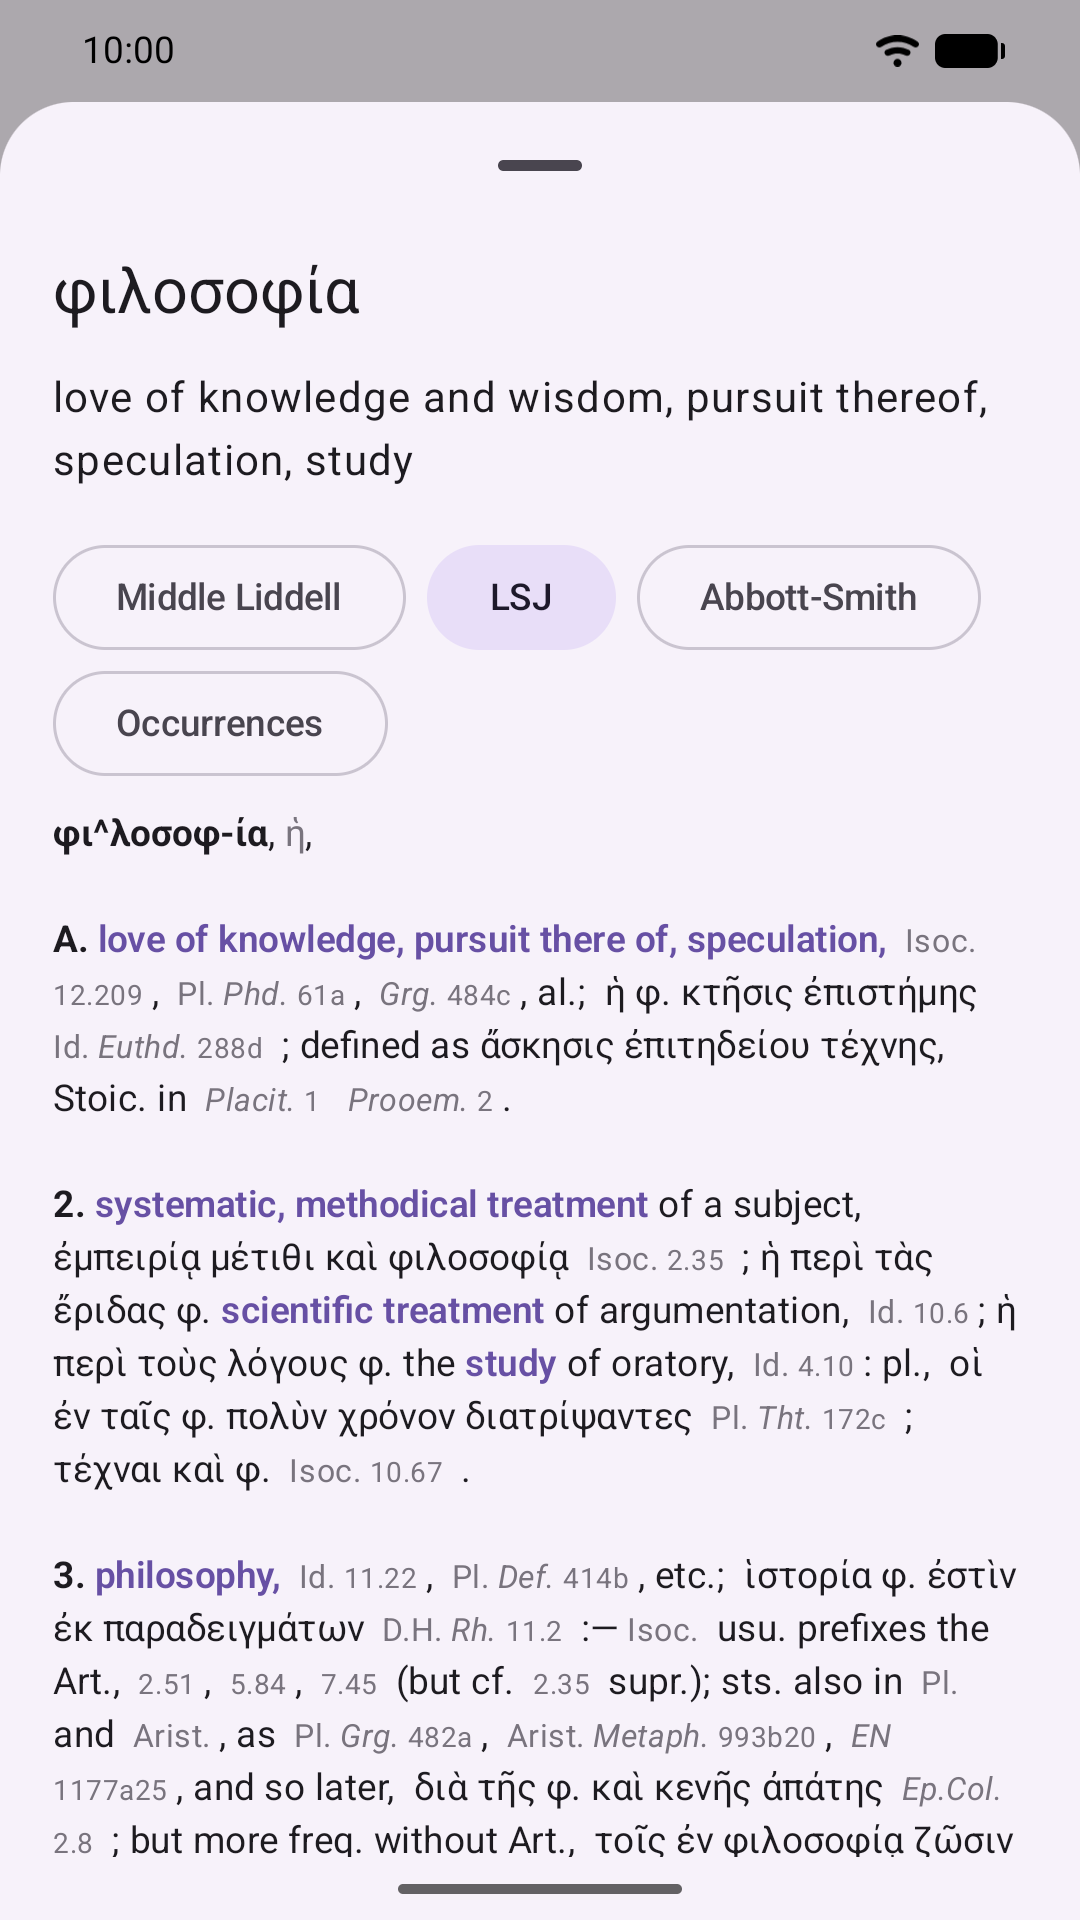 10:00
φιλοσοφία
love of knowledge and wisdom, pursuit thereof,
speculation, study
Middle Liddell LSJ Abbott-Smith
Occurrences
φι^λοσοφ-ία, ἡ,
A. love of knowledge, pursuit there of, speculation, Isoc.
12.209 , Pl. Phd. 61a , Grg. 484c , al.; ἡ φ. κτῆσις ἐπιστήμης
Id. Euthd. 288d ; defined as ἄσκησις ἐπιτηδείου τέχνης,
Stoic. in Placit. 1 Prooem. 2 .
2. systematic, methodical treatment of a subject,
ἐμπειρίᾳ μέτιθι καὶ φιλοσοφίᾳ Isoc. 2.35 ; ἡ περὶ τὰς
ἔριδας φ. scientific treatment of argumentation, Id. 10.6 ; ἡ
περὶ τοὺς λόγους φ. the study of oratory, Id. 4.10 : pl., οἱ
ἐν ταῖς φ. πολὺν χρόνον διατρίψαντες Pl. Tht. 172c ;
τέχναι καὶ φ. Isoc. 10.67 .
3. philosophy, Id. 11.22 , Pl. Def. 414b , etc.; ἱστορία φ. ἐστὶν
ἐκ παραδειγμάτων D.H. Rh. 11.2 :— Isoc. usu. prefixes the
Art., 2.51 , 5.84 , 7.45 (but cf. 2.35 supr.); sts. also in Pl.
and Arist. , as Pl. Grg. 482a , Arist. Metaph. 993b20 , EN
1177a25 , and so later, διὰ τῆς φ. καὶ κενῆς ἀπάτης Ep.Col.
2.8 ; but more freq. without Art., τοῖς ἐν φιλοσοφίᾳ ζῶσιν